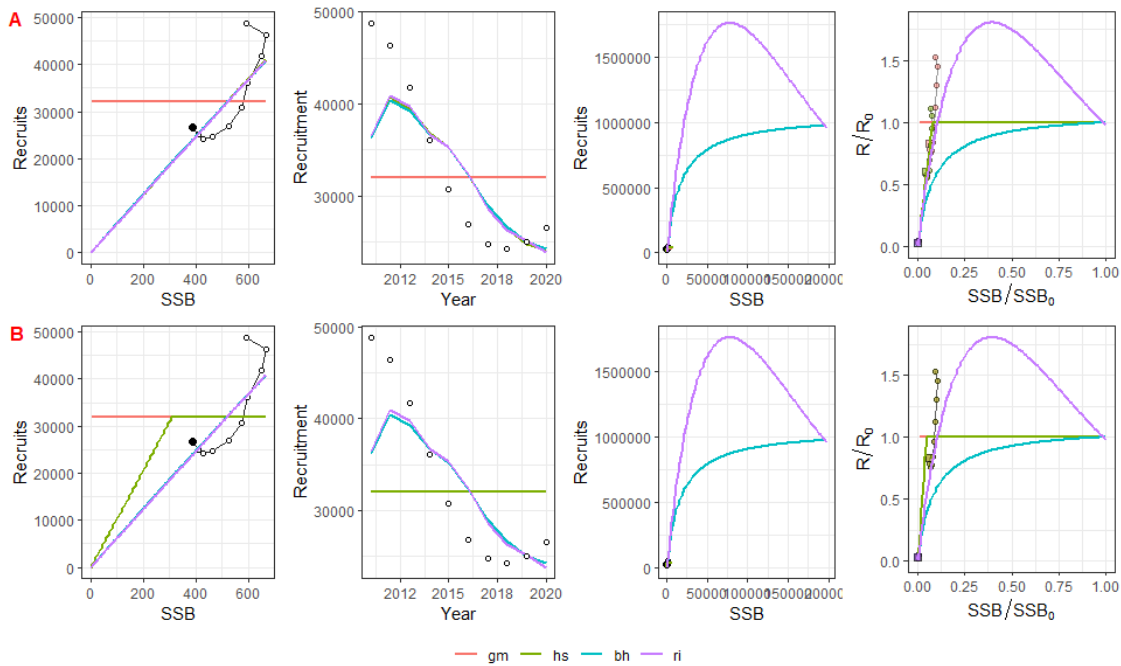 A
50000
40000
30000
20000
10000
0
Recruits
0 200 400 600
SSB
50000
40000
30000
Recruitment
2012 2015 2018 2020
Year
1500000
1000000
500000
0
Recruits
0 50000 100000 150000
SSB
1.5
1.0
0.5
0.0
R/R₀
0.00 0.25 0.50 0.75 1.00
SSB/SSB₀
B
50000
40000
30000
20000
10000
0
Recruits
0 200 400 600
SSB
50000
40000
30000
Recruitment
2012 2015 2018 2020
Year
1500000
1000000
500000
0
Recruits
0 50000 100000 150000
SSB
1.5
1.0
0.5
0.0
R/R₀
0.00 0.25 0.50 0.75 1.00
SSB/SSB₀
gm hs bh ri